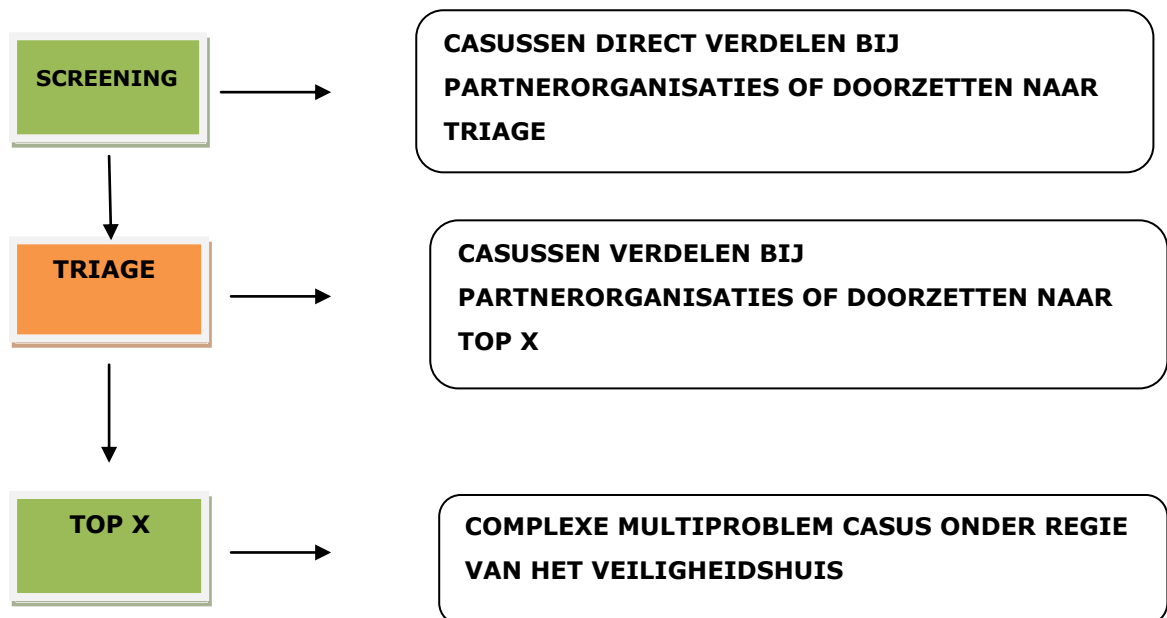 SCREENING
CASUSSEN DIRECT VERDELEN BIJ
PARTNERORGANISATIES OF DOORZETTEN NAAR
TRIAGE
TRIAGE
CASUSSEN VERDELEN BIJ
PARTNERORGANISATIES OF DOORZETTEN NAAR
TOP X
TOP X
COMPLEXE MULTIPROBLEM CASUS ONDER REGIE
VAN HET VEILIGHEIDSHUIS